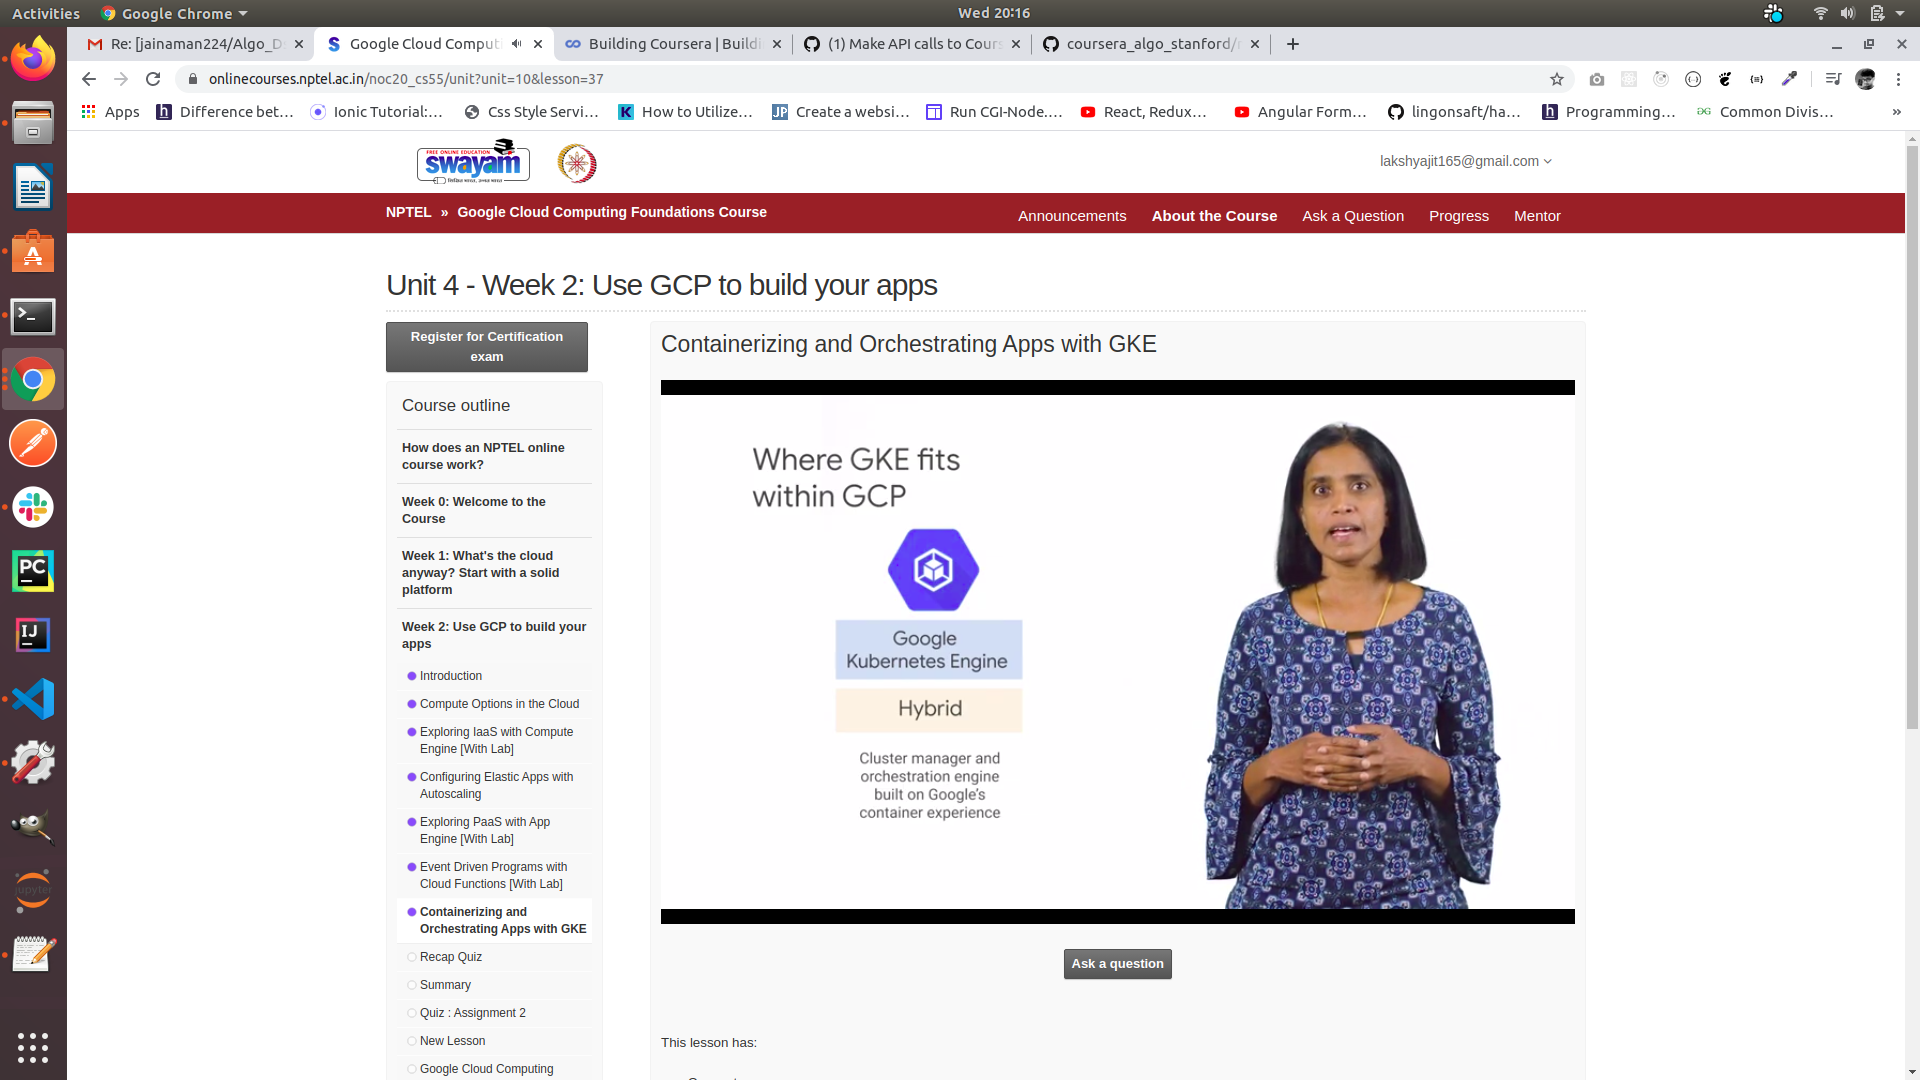 Activities
Google Chrome
Wed 20:16
Re: [jainaman224/Algo_D
Google Cloud Computi
Building Coursera | Buildi
(1) Make API calls to Cours
coursera_algo_stanford/
onlinecourses.nptel.ac.in/noc20_cs55/unit?unit=10&lesson=37
Apps
Difference bet…
Ionic Tutorial:…
Css Style Servi…
How to Utilize…
Create a websi…
Run CGI-Node.…
React, Redux…
Angular Form…
lingonsaft/ha…
Programming…
Common Divis…
»
FREE ONLINE EDUCATION
swayam
lakshyajit165@gmail.com
NPTEL » Google Cloud Computing Foundations Course
Announcements
About the Course
Ask a Question
Progress
Mentor
Unit 4 - Week 2: Use GCP to build your apps
Register for Certification
exam
Course outline
How does an NPTEL online
course work?
Week 0: Welcome to the
Course
Week 1: What's the cloud
anyway? Start with a solid
platform
Week 2: Use GCP to build your
apps
Introduction
Compute Options in the Cloud
Exploring IaaS with Compute
Engine [With Lab]
Configuring Elastic Apps with
Autoscaling
Exploring PaaS with App
Engine [With Lab]
Event Driven Programs with
Cloud Functions [With Lab]
Containerizing and
Orchestrating Apps with GKE
Recap Quiz
Summary
Quiz : Assignment 2
New Lesson
Google Cloud Computing
Containerizing and Orchestrating Apps with GKE
Where GKE fits
within GCP
Google
Kubernetes Engine
Hybrid
Cluster manager and
orchestration engine
built on Google's
container experience
Ask a question
This lesson has: